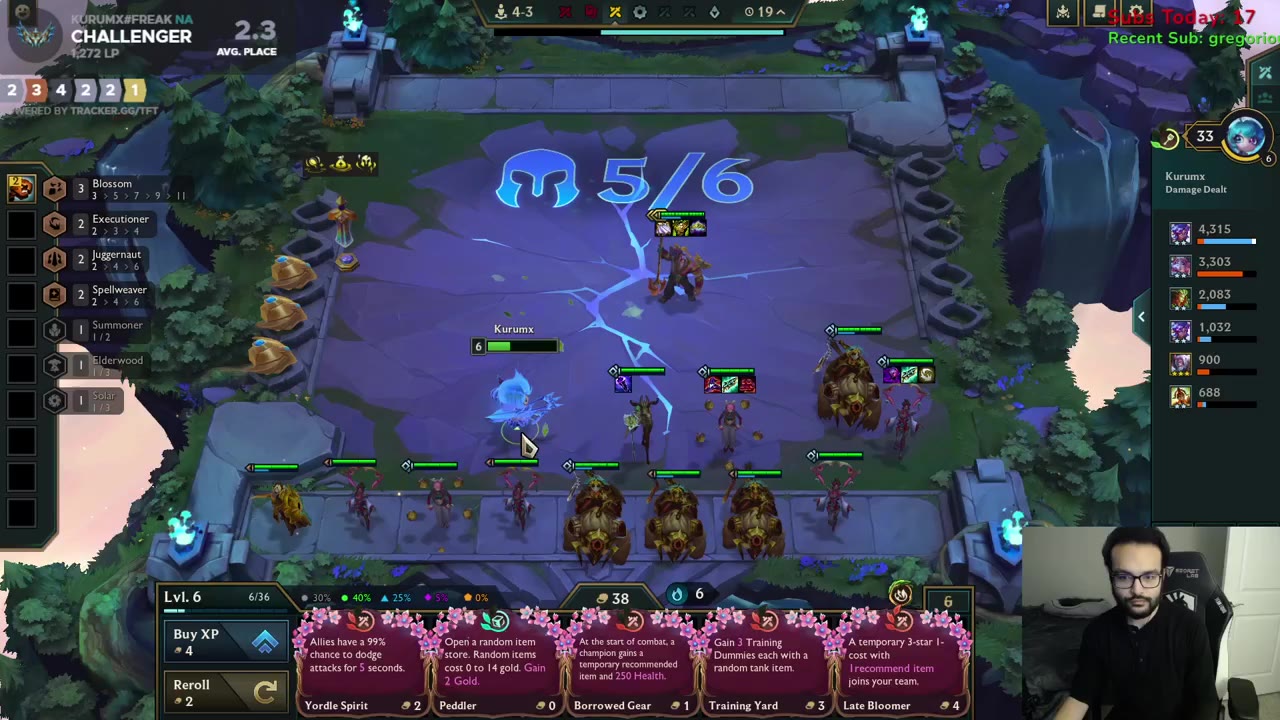 KURUMX#FREAK NA
CHALLENGER
1,272 LP
2.3
AVG. PLACE
2 3 4 2 2 1
WERED BY TRACKER.GG/TFT
4-3
19
Subs Today: 17
Recent Sub: gregorio
3 Blossom
3 > 5 > 7 > 9 > 11
2 Executioner
2 > 3 > 4
2 Juggernaut
2 > 4 > 6
2 Spellweaver
2 > 4 > 6
1 Summoner
1 / 2
1 Elderwood
1 / 3
1 Solar
1 / 3
5/6
Kurumx
6
33
6
Kurumx
Damage Dealt
4,315
3,303
2,083
1,032
900
688
Lvl. 6 6/36
30% 40% 25% 5% 0%
38
6
6
Buy XP
4
Reroll
2
Allies have a 99%
chance to dodge
attacks for 5 seconds.
Yordle Spirit 2
Open a random item
store. Random items
cost 0 to 14 gold. Gain
2 Gold.
Peddler 0
At the start of combat, a
champion gains a
temporary recommended
item and 250 Health.
Borrowed Gear 1
Gain 3 Training
Dummies each with a
random tank item.
Training Yard 3
A temporary 3-star 1-
cost with
1recommend item
joins your team.
Late Bloomer 4